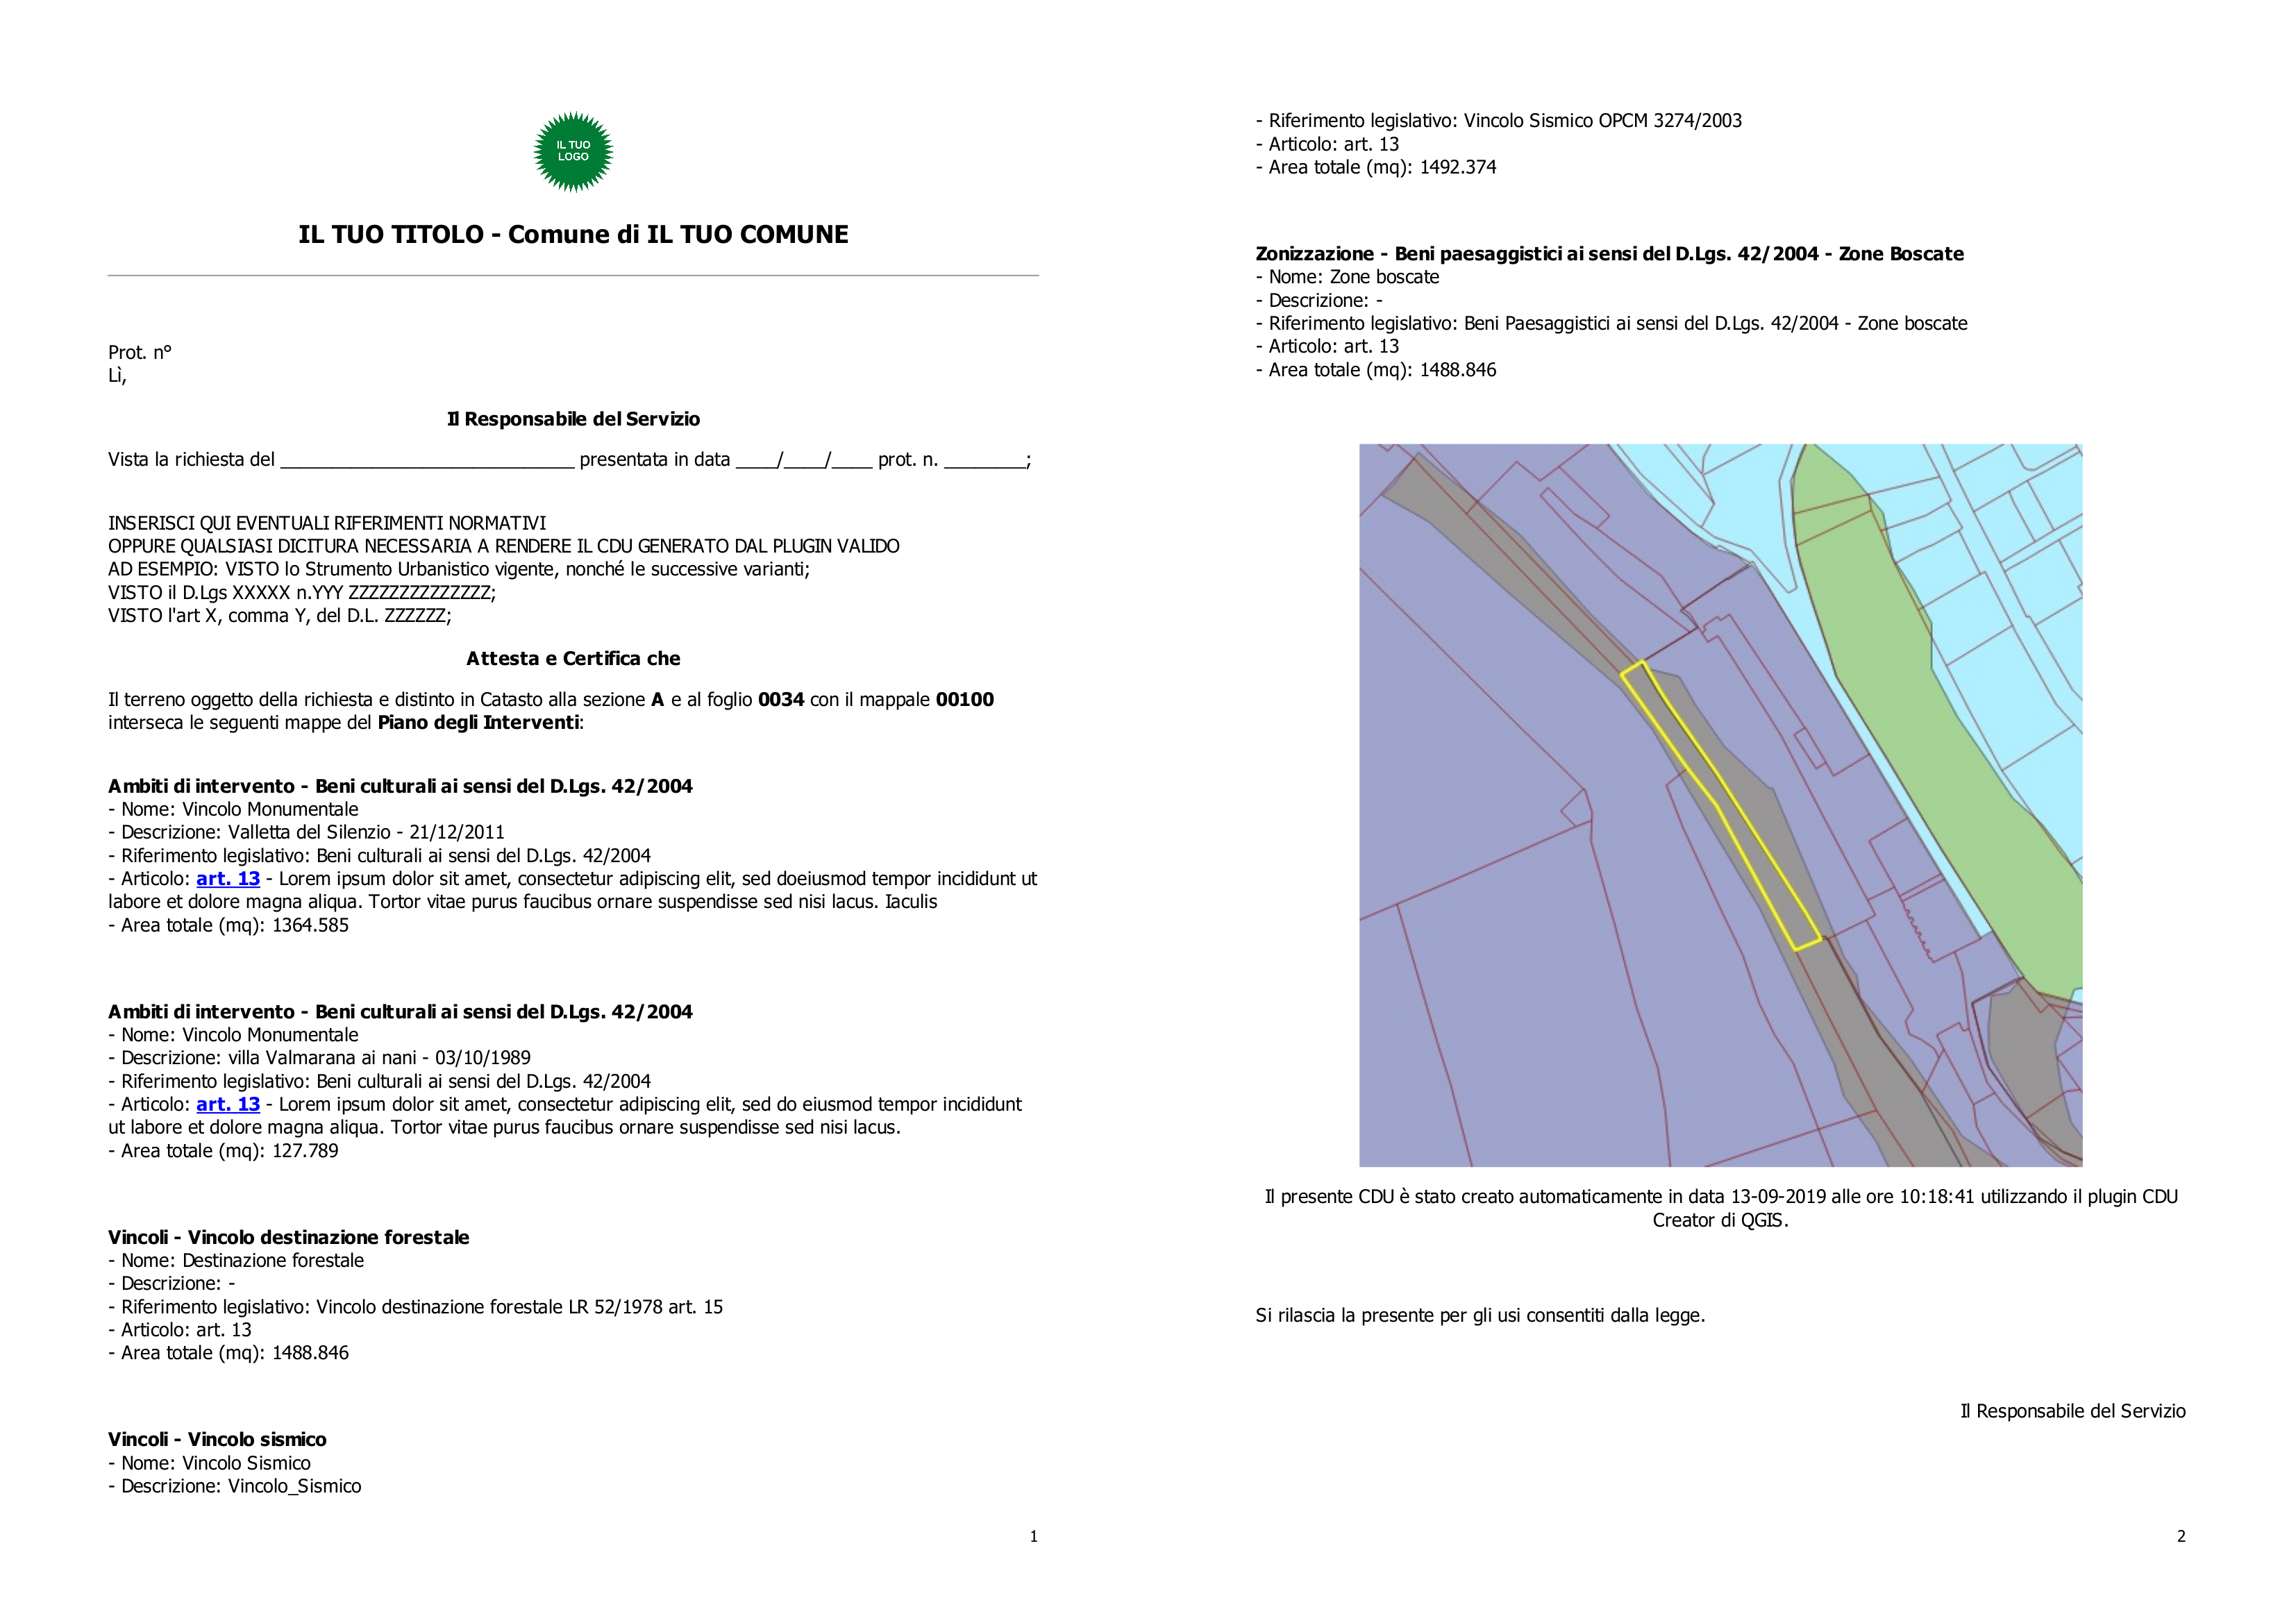 IL TUO
LOGO
IL TUO TITOLO - Comune di IL TUO COMUNE
Prot. n°
Lì,
Il Responsabile del Servizio
Vista la richiesta del _____________________________ presentata in data ____/____/____ prot. n. ________;
INSERISCI QUI EVENTUALI RIFERIMENTI NORMATIVI
OPPURE QUALSIASI DICITURA NECESSARIA A RENDERE IL CDU GENERATO DAL PLUGIN VALIDO
AD ESEMPIO: VISTO lo Strumento Urbanistico vigente, nonché le successive varianti;
VISTO il D.Lgs XXXXX n.YYY ZZZZZZZZZZZZZZ;
VISTO l'art X, comma Y, del D.L. ZZZZZZ;
Attesta e Certifica che
Il terreno oggetto della richiesta e distinto in Catasto alla sezione A e al foglio 0034 con il mappale 00100
interseca le seguenti mappe del Piano degli Interventi:
Ambiti di intervento - Beni culturali ai sensi del D.Lgs. 42/2004
- Nome: Vincolo Monumentale
- Descrizione: Valletta del Silenzio - 21/12/2011
- Riferimento legislativo: Beni culturali ai sensi del D.Lgs. 42/2004
- Articolo: art. 13 - Lorem ipsum dolor sit amet, consectetur adipiscing elit, sed doeiusmod tempor incididunt ut
labore et dolore magna aliqua. Tortor vitae purus faucibus ornare suspendisse sed nisi lacus. Iaculis
- Area totale (mq): 1364.585
Ambiti di intervento - Beni culturali ai sensi del D.Lgs. 42/2004
- Nome: Vincolo Monumentale
- Descrizione: villa Valmarana ai nani - 03/10/1989
- Riferimento legislativo: Beni culturali ai sensi del D.Lgs. 42/2004
- Articolo: art. 13 - Lorem ipsum dolor sit amet, consectetur adipiscing elit, sed do eiusmod tempor incididunt
ut labore et dolore magna aliqua. Tortor vitae purus faucibus ornare suspendisse sed nisi lacus.
- Area totale (mq): 127.789
Vincoli - Vincolo destinazione forestale
- Nome: Destinazione forestale
- Descrizione: -
- Riferimento legislativo: Vincolo destinazione forestale LR 52/1978 art. 15
- Articolo: art. 13
- Area totale (mq): 1488.846
Vincoli - Vincolo sismico
- Nome: Vincolo Sismico
- Descrizione: Vincolo_Sismico
1
- Riferimento legislativo: Vincolo Sismico OPCM 3274/2003
- Articolo: art. 13
- Area totale (mq): 1492.374
Zonizzazione - Beni paesaggistici ai sensi del D.Lgs. 42/2004 - Zone Boscate
- Nome: Zone boscate
- Descrizione: -
- Riferimento legislativo: Beni Paesaggistici ai sensi del D.Lgs. 42/2004 - Zone boscate
- Articolo: art. 13
- Area totale (mq): 1488.846
Il presente CDU è stato creato automaticamente in data 13-09-2019 alle ore 10:18:41 utilizzando il plugin CDU
Creator di QGIS.
Si rilascia la presente per gli usi consentiti dalla legge.
Il Responsabile del Servizio
2